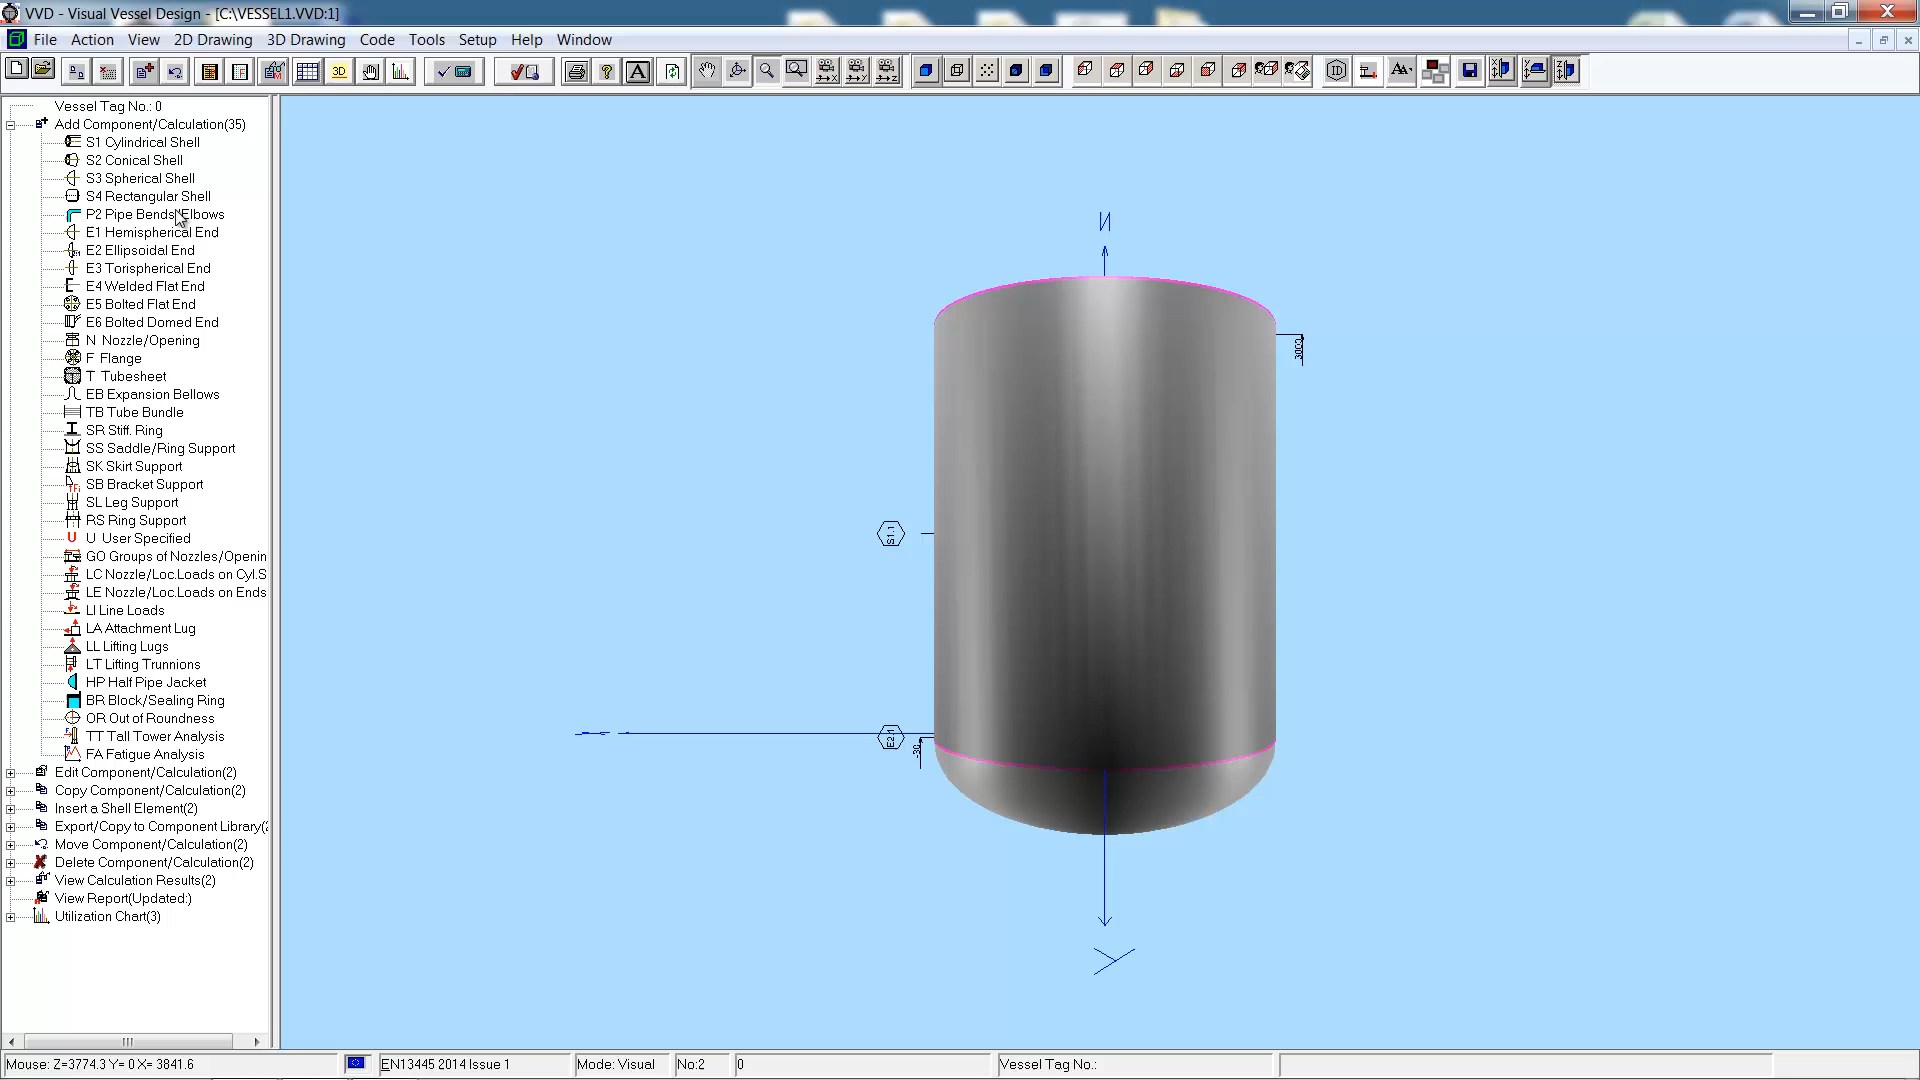 VVD - Visual Vessel Design - [C:\VESSEL1.VVD:1]
File Action View 2D Drawing 3D Drawing Code Tools Setup Help Window
3D A ID AA
Vessel Tag No.: 0
Add Component/Calculation(35)
S1 Cylindrical Shell
S2 Conical Shell
S3 Spherical Shell
S4 Rectangular Shell
P2 Pipe Bends/Elbows
E1 Hemispherical End
E2 Ellipsoidal End
E3 Torispherical End
E4 Welded Flat End
E5 Bolted Flat End
E6 Bolted Domed End
N Nozzle/Opening
F Flange
T Tubesheet
EB Expansion Bellows
TB Tube Bundle
SR Stiff. Ring
SS Saddle/Ring Support
SK Skirt Support
SB Bracket Support
SL Leg Support
RS Ring Support
U User Specified
GO Groups of Nozzles/Openin
LC Nozzle/Loc.Loads on Cyl.S
LE Nozzle/Loc.Loads on Ends
LI Line Loads
LA Attachment Lug
LL Lifting Lugs
LT Lifting Trunnions
HP Half Pipe Jacket
BR Block/Sealing Ring
OR Out of Roundness
TT Tall Tower Analysis
FA Fatigue Analysis
Edit Component/Calculation(2)
Copy Component/Calculation(2)
Insert a Shell Element(2)
Export/Copy to Component Library(2
Move Component/Calculation(2)
Delete Component/Calculation(2)
View Calculation Results(2)
View Report(Updated:)
Utilization Chart(3)
Z
3000
S1.1
E2.1
-30
Y
Mouse: Z=3774.3 Y= 0 X= 3841.6
EN13445 2014 Issue 1
Mode: Visual
No:2
0
Vessel Tag No.: